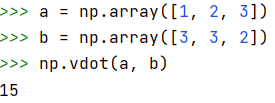 >>> a = np.array([1, 2, 3])
>>> b = np.array([3, 3, 2])
>>> np.vdot(a, b)
15